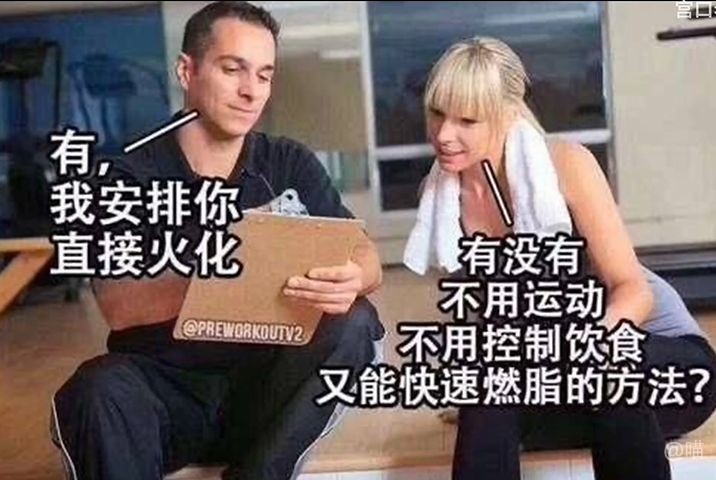 有没有
不用运动
不用控制饮食
又能快速燃脂的方法？
有,
我安排你
直接火化
@PREWORKOUTV2
@喵